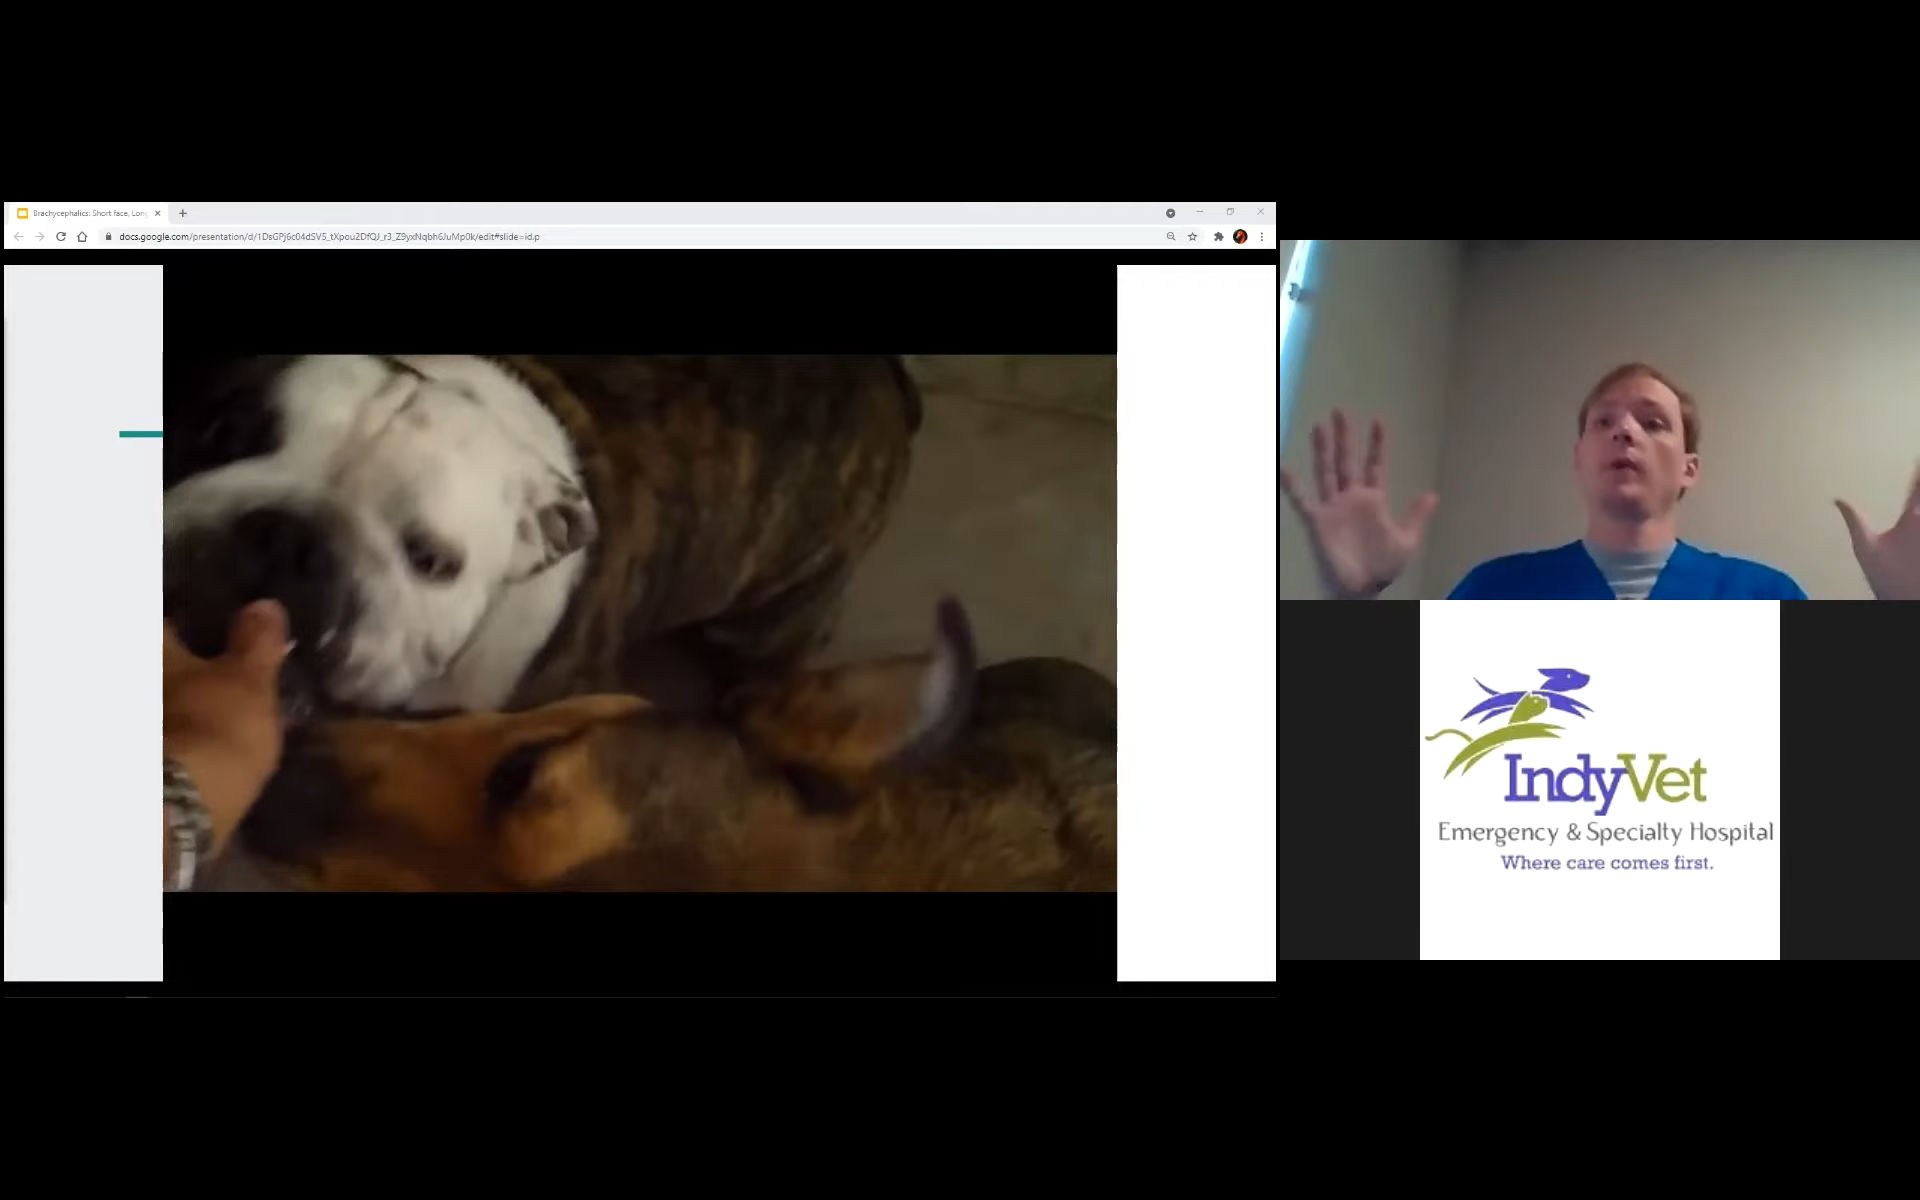 Brachycephalics: Short face, Lon
docs.google.com/presentation/d/1DsGPj6c04dSV5_tXpou2DfQJ_r3_Z9yxNqbh6JuMp0k/edit#slide=id.p
IndyVet
Emergency & Specialty Hospital
Where care comes first.